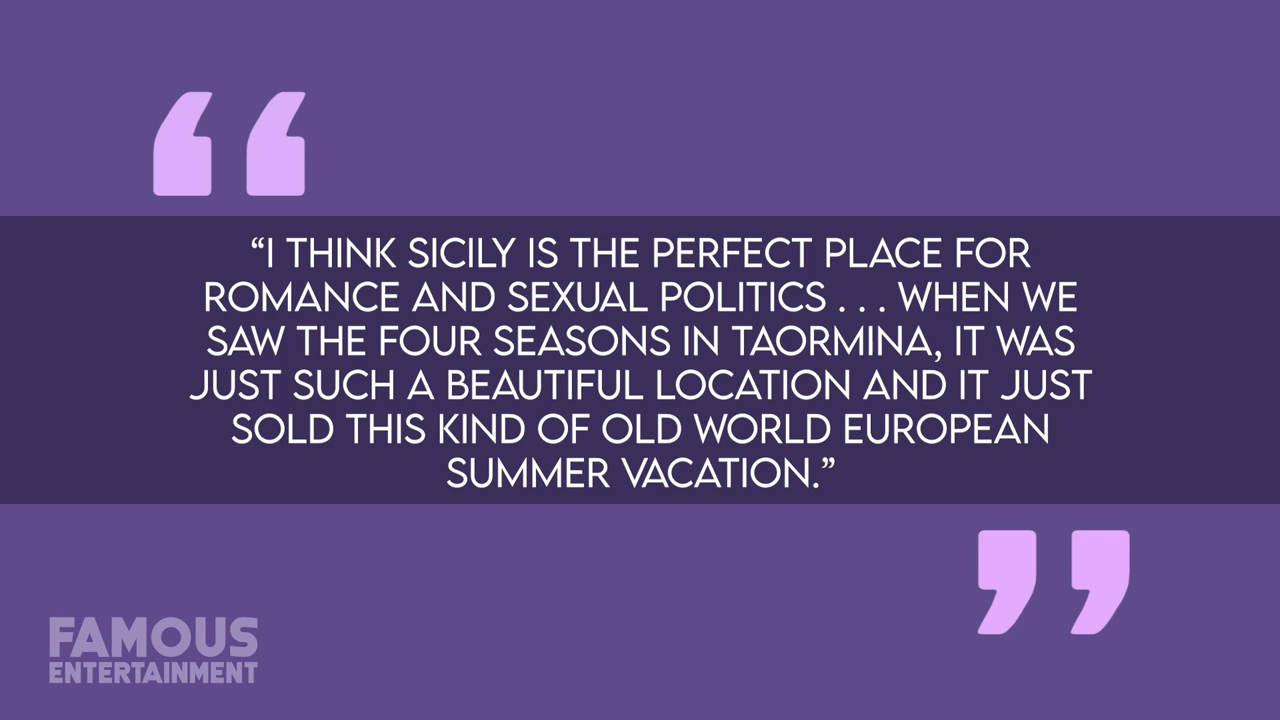 “I THINK SICILY IS THE PERFECT PLACE FOR
ROMANCE AND SEXUAL POLITICS . . . WHEN WE
SAW THE FOUR SEASONS IN TAORMINA, IT WAS
JUST SUCH A BEAUTIFUL LOCATION AND IT JUST
SOLD THIS KIND OF OLD WORLD EUROPEAN
SUMMER VACATION.”
FAMOUS
ENTERTAINMENT